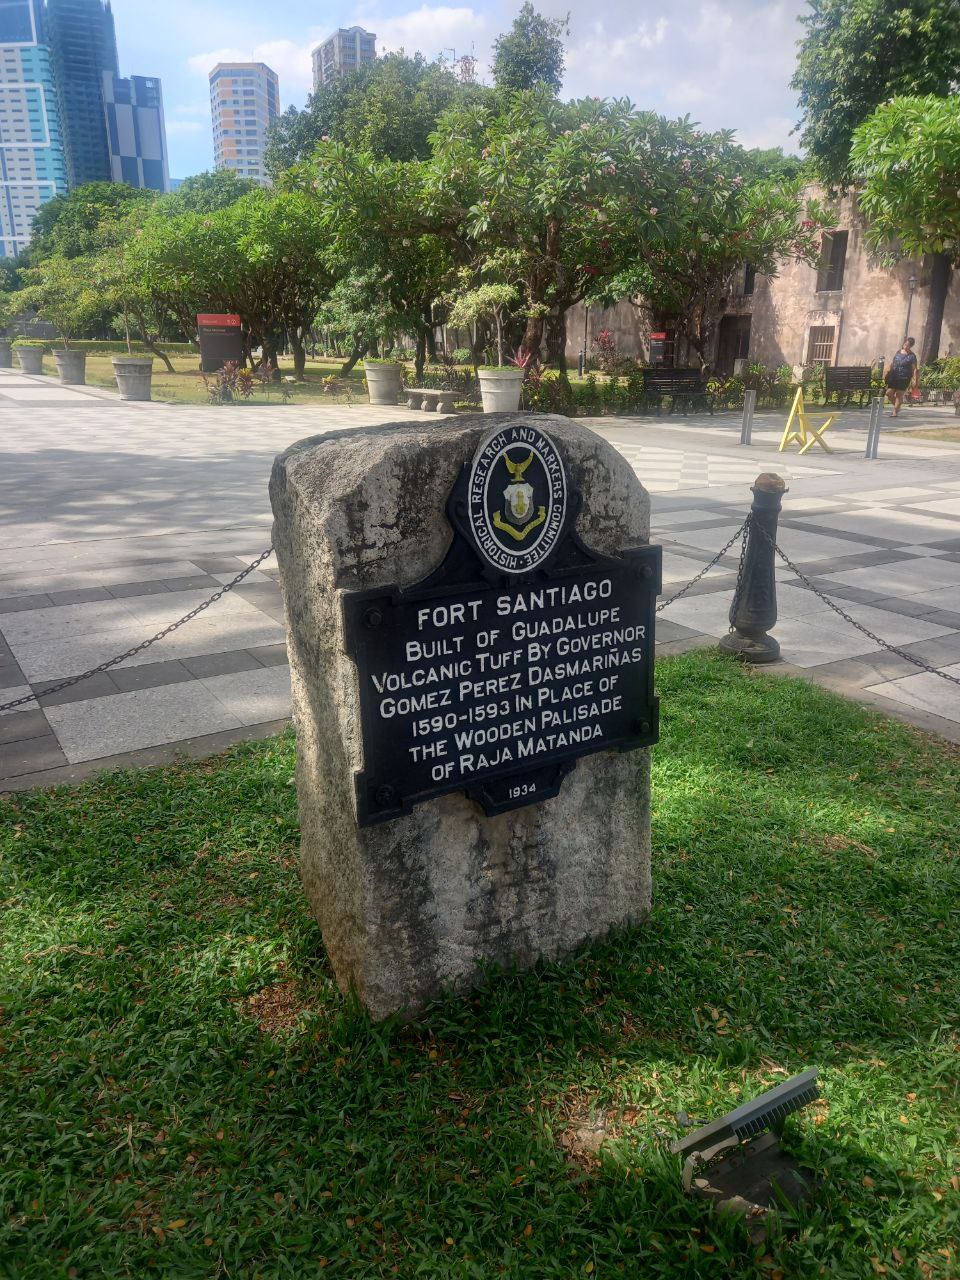 HISTORICAL RESEARCH AND MARKERS COMMITTEE
FORT SANTIAGO
BUILT OF GUADALUPE
VOLCANIC TUFF BY GOVERNOR
GOMEZ PEREZ DASMARIÑAS
1590-1593 IN PLACE OF
THE WOODEN PALISADE
OF RAJA MATANDA
1934